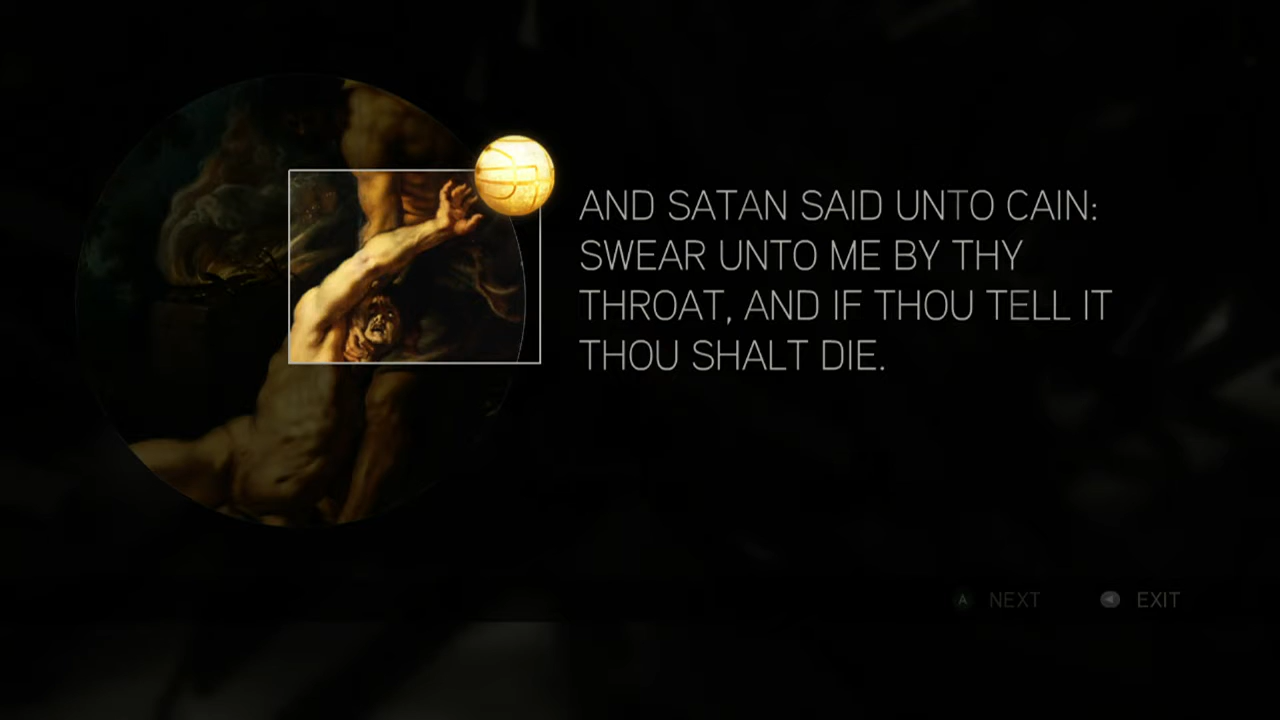 AND SATAN SAID UNTO CAIN:
SWEAR UNTO ME BY THY
THROAT, AND IF THOU TELL IT
THOU SHALT DIE.
A NEXT EXIT